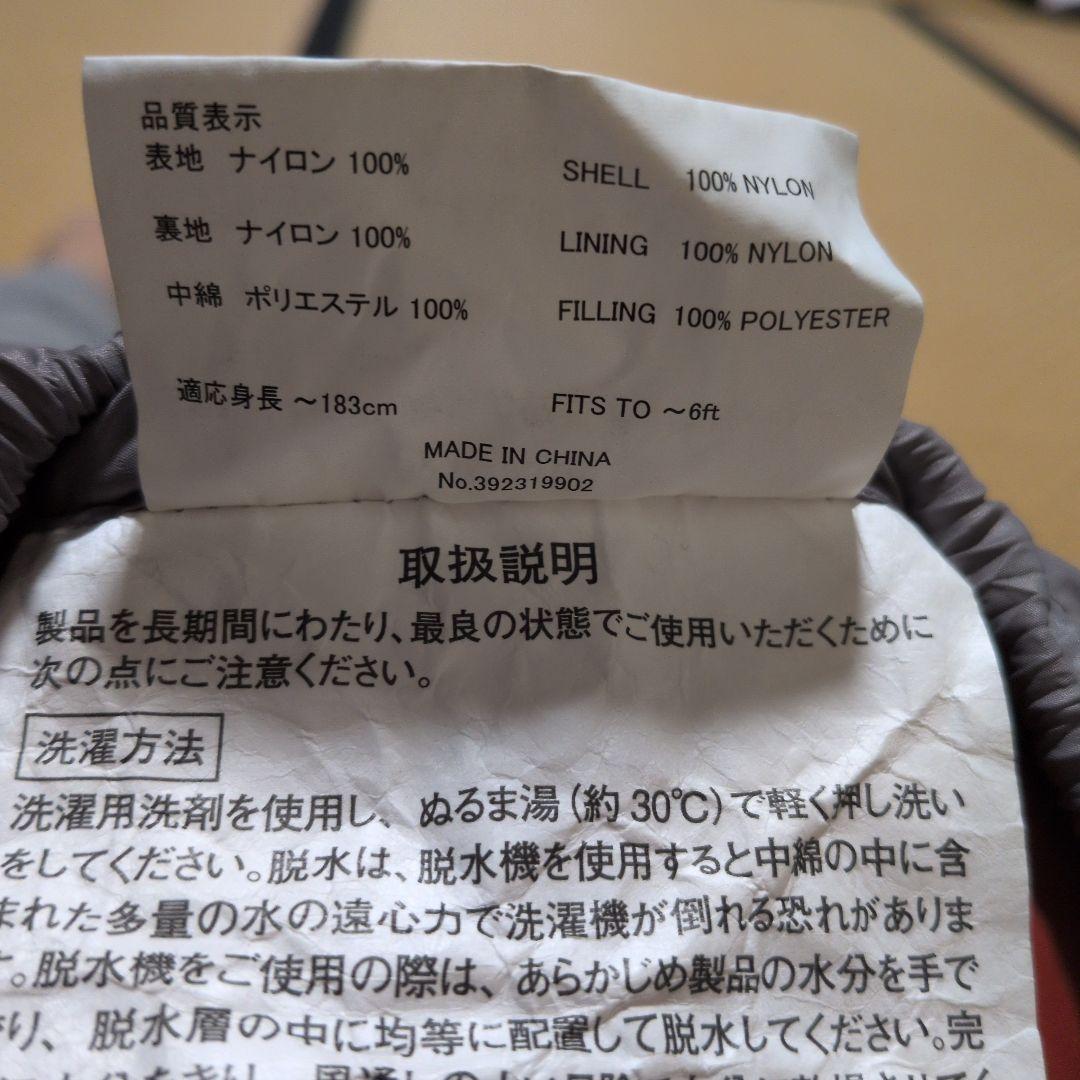 品質表示
表地 ナイロン 100% SHELL 100% NYLON
裏地 ナイロン 100% LINING 100% NYLON
中綿 ポリエステル 100% FILLING 100% POLYESTER
適応身長 ～183cm FITS TO ～6ft
MADE IN CHINA
No.392319902
取扱説明
製品を長期間にわたり、最良の状態でご使用いただくために
次の点にご注意ください。
洗濯方法
洗濯用洗剤を使用し、ぬるま湯(約30℃)で軽く押し洗い
をしてください。脱水は、脱水機を使用すると中綿の中に含
まれた多量の水の遠心力で洗濯機が倒れる恐れがありま
す。脱水機をご使用の際は、あらかじめ製品の水分を手で
り、脱水層の中に均等に配置して脱水してください。完